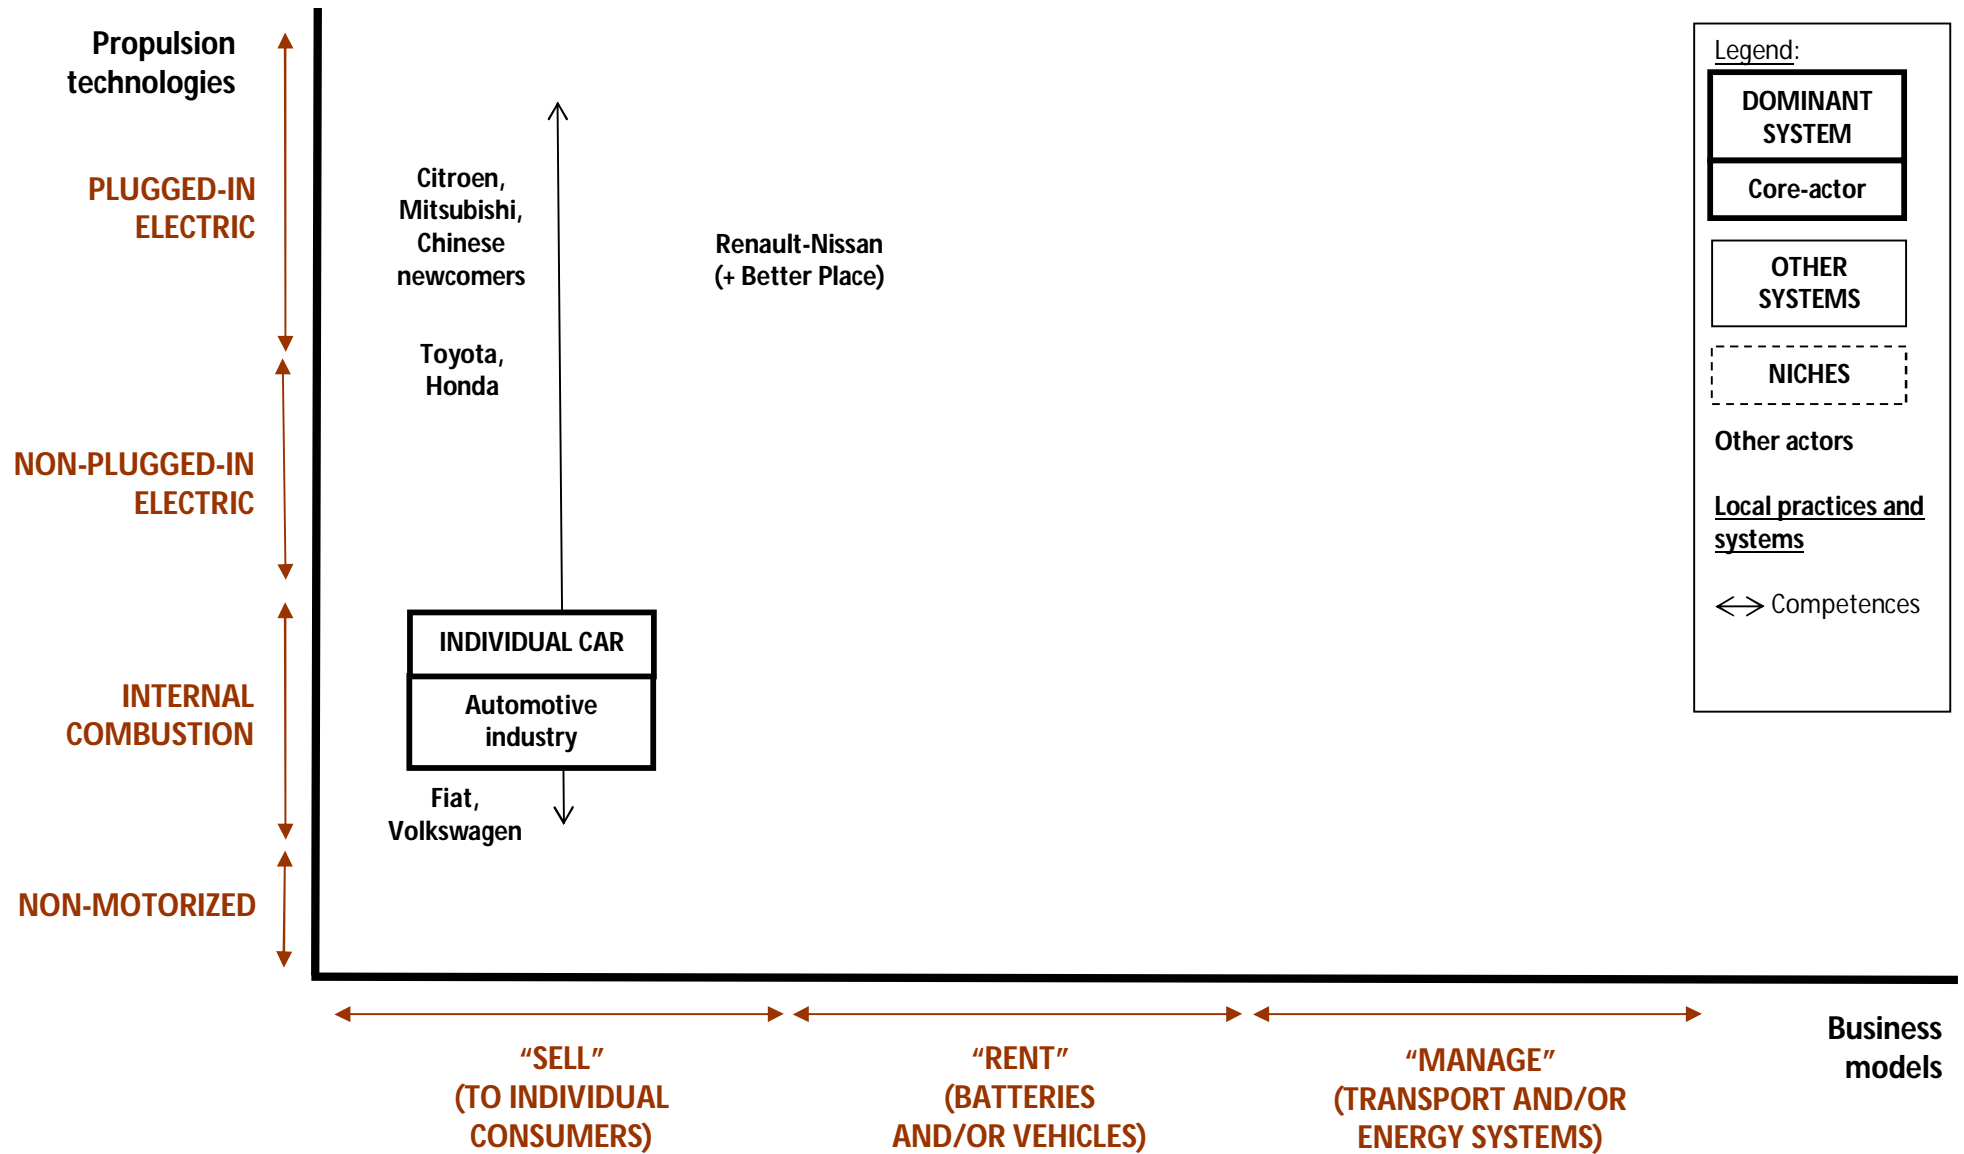 Propulsion
technologies
PLUGGED-IN
ELECTRIC
NON-PLUGGED-IN
ELECTRIC
INTERNAL
COMBUSTION
NON-MOTORIZED
Citroen,
Mitsubishi,
Chinese
newcomers
Renault-Nissan
(+ Better Place)
Toyota,
Honda
INDIVIDUAL CAR
Automotive
industry
Fiat,
Volkswagen
Legend:
DOMINANT
SYSTEM
Core-actor
OTHER
SYSTEMS
NICHES
Other actors
Local practices and
systems
Competences
“SELL”
(TO INDIVIDUAL
CONSUMERS)
“RENT”
(BATTERIES
AND/OR VEHICLES)
“MANAGE”
(TRANSPORT AND/OR
ENERGY SYSTEMS)
Business
models